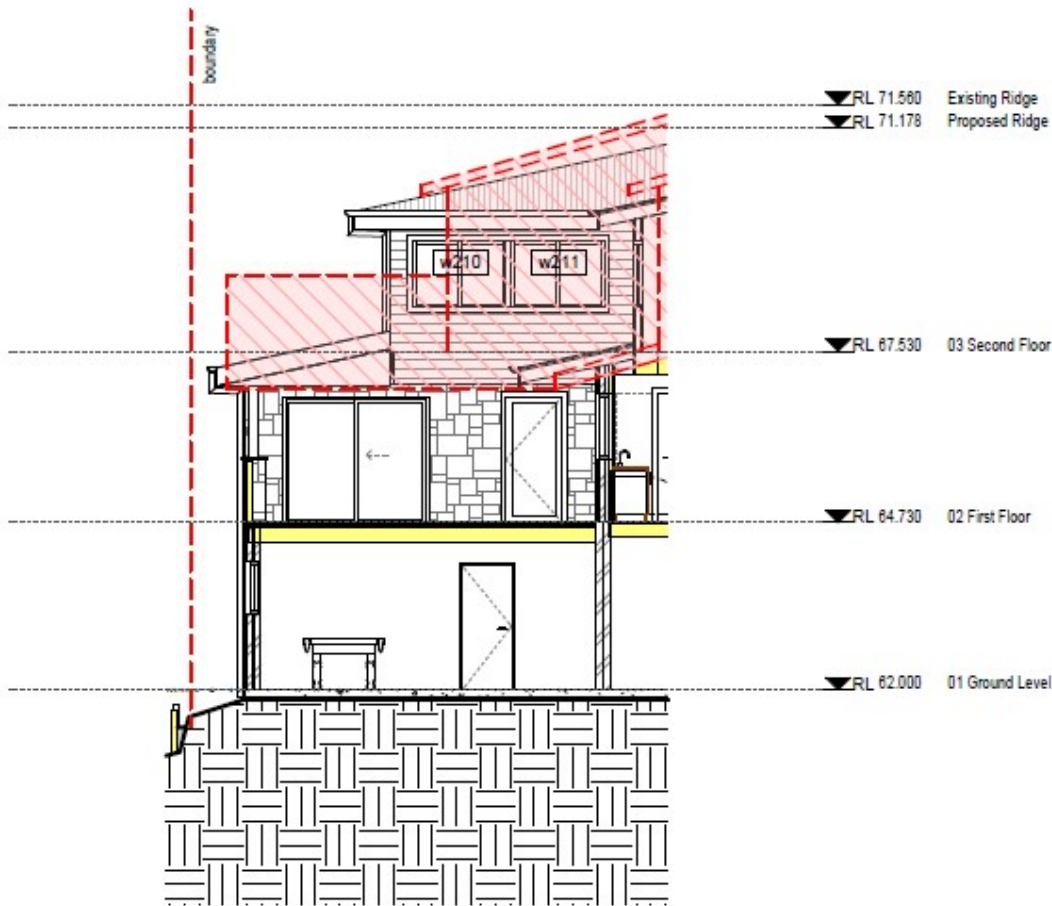 boundary
RL 71.560 Existing Ridge
RL 71.178 Proposed Ridge
w210 w211
RL 67.530 03 Second Floor
RL 64.730 02 First Floor
RL 62.000 01 Ground Level